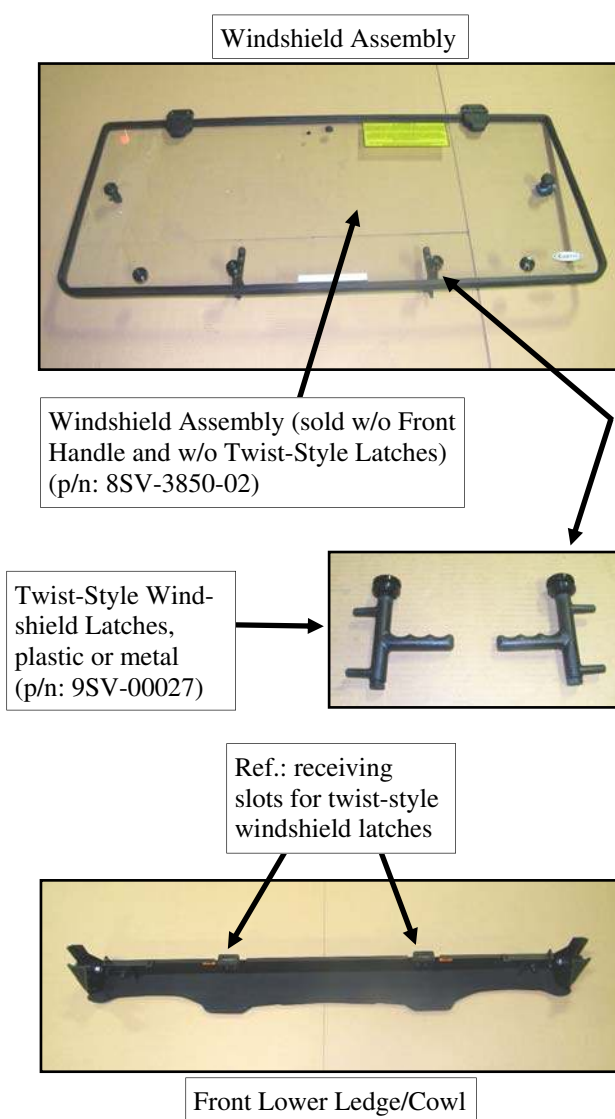 Windshield Assembly
Windshield Assembly (sold w/o Front
Handle and w/o Twist-Style Latches)
(p/n: 8SV-3850-02)
Twist-Style Wind-
shield Latches,
plastic or metal
(p/n: 9SV-00027)
Ref.: receiving
slots for twist-style
windshield latches
Front Lower Ledge/Cowl